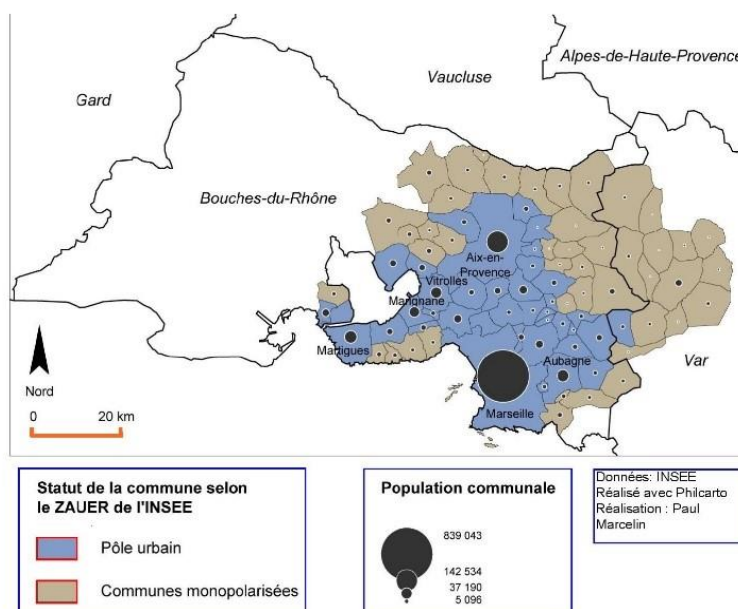 Alpes-de-Haute-Provence
Vaucluse
Gard
Bouches-du-Rhône
Aix-en-
Provence
Vitrolles
Marignane
Martigues
Aubagne
Var
Marseille
Nord
0 20 km
Statut de la commune selon
le ZAUER de l'INSEE
Pôle urbain
Communes monopolarisées
Population communale
839 043
142 534
37 190
5 096
Données: INSEE
Réalisé avec Philcarto
Réalisation : Paul
Marcelin